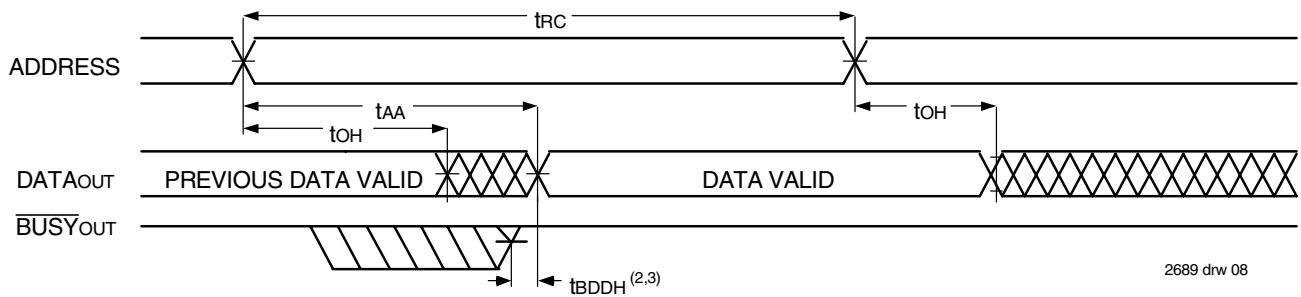 tRC
ADDRESS
tAA
tOH
tOH
DATAOUT
PREVIOUS DATA VALID
DATA VALID
BUSYOUT
tBDDH (2,3)
2689 drw 08